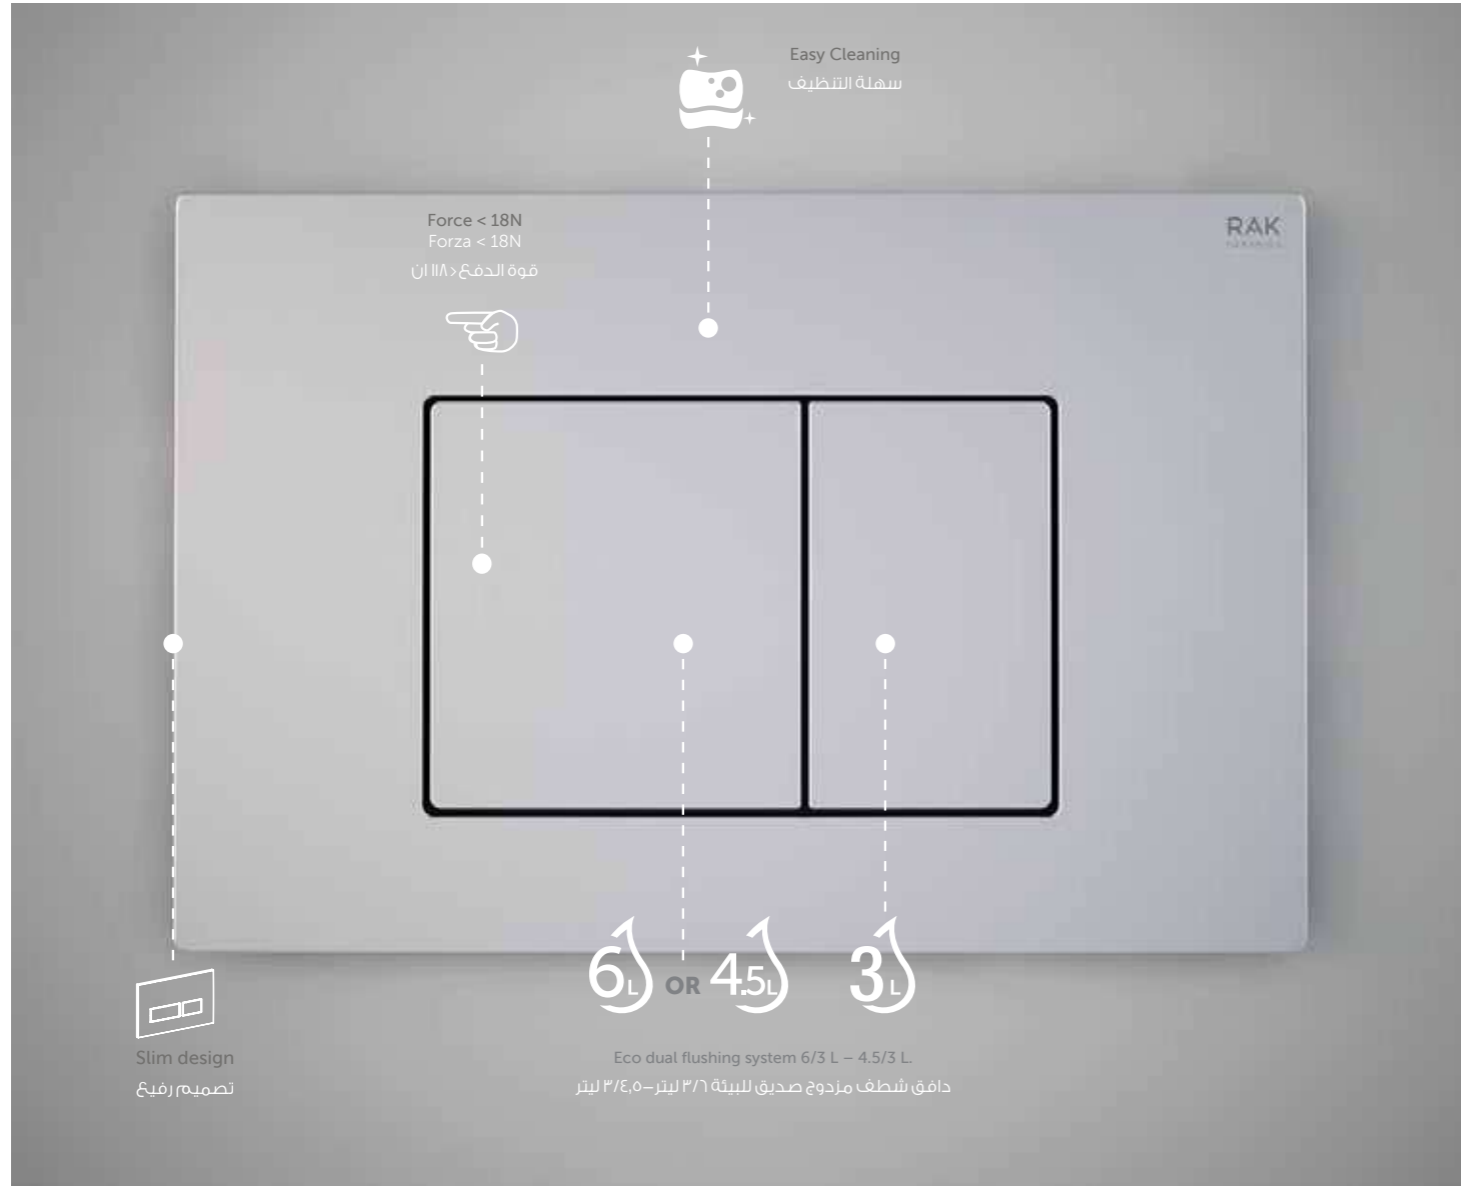 Easy Cleaning
سهلة التنظيف
Force < 18N
Forza < 18N
قوة الدفع < ١١٨ ان
RAK
CERAMICS
6L OR 4.5L 3L
Slim design
تصميم رفيع
Eco dual flushing system 6/3 L – 4.5/3 L.
دافق شطف مزدوج صديق للبيئة ٣/٦ ليتر – ٣/٤,٥ ليتر